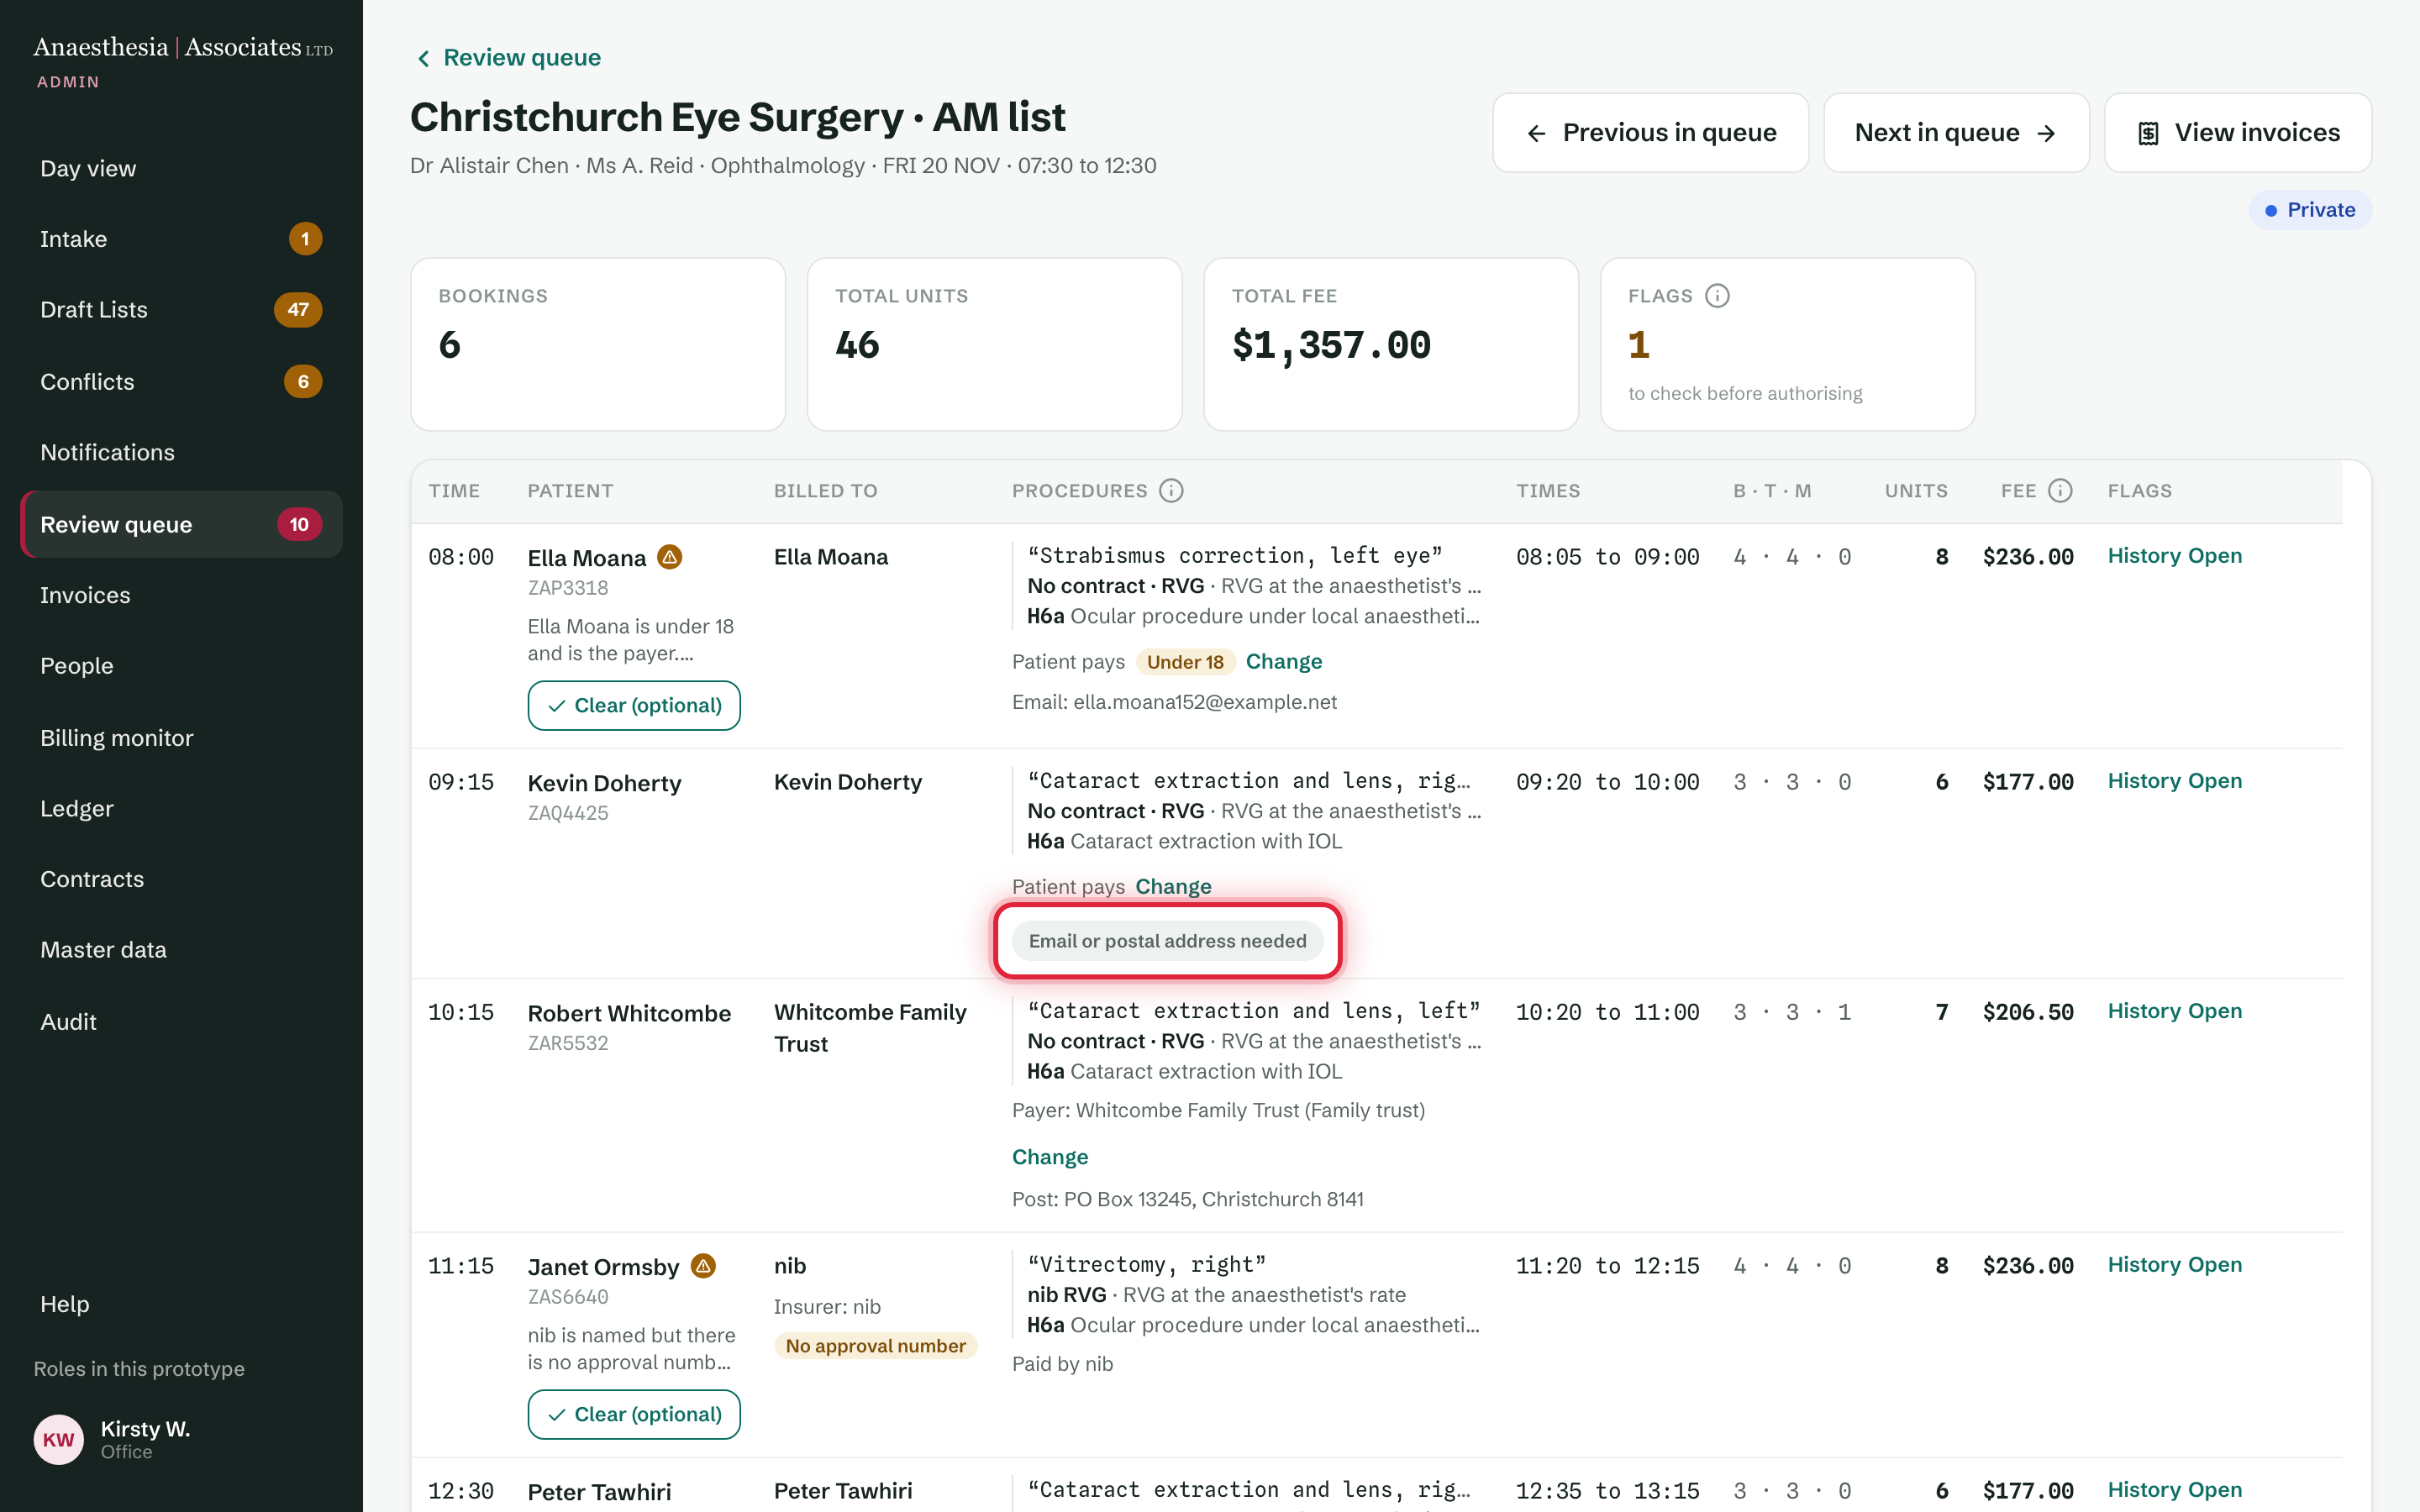 Anaesthesia | Associates LTD
ADMIN
Day view
Intake 1
Draft Lists 47
Conflicts 6
Notifications
Review queue 10
Invoices
People
Billing monitor
Ledger
Contracts
Master data
Audit
Help
Roles in this prototype
KW Kirsty W.
Office
Review queue
Christchurch Eye Surgery · AM list
Dr Alistair Chen · Ms A. Reid · Ophthalmology · FRI 20 NOV · 07:30 to 12:30
Previous in queue
Next in queue
View invoices
Private
BOOKINGS
6
TOTAL UNITS
46
TOTAL FEE
$1,357.00
FLAGS
1
to check before authorising
TIME PATIENT BILLED TO PROCEDURES TIMES B · T · M UNITS FEE FLAGS
08:00
Ella Moana
ZAP3318
Ella Moana is under 18
and is the payer....
Clear (optional)
Ella Moana
“Strabismus correction, left eye”
No contract · RVG · RVG at the anaesthetist's ...
H6a Ocular procedure under local anaestheti...
Patient pays Under 18 Change
Email: ella.moana152@example.net
08:05 to 09:00 4 · 4 · 0 8 $236.00 History Open
09:15
Kevin Doherty
ZAQ4425
Kevin Doherty
“Cataract extraction and lens, rig…
No contract · RVG · RVG at the anaesthetist's ...
H6a Cataract extraction with IOL
Patient pays Change
Email or postal address needed
09:20 to 10:00 3 · 3 · 0 6 $177.00 History Open
10:15
Robert Whitcombe
ZAR5532
Whitcombe Family
Trust
“Cataract extraction and lens, left”
No contract · RVG · RVG at the anaesthetist's ...
H6a Cataract extraction with IOL
Payer: Whitcombe Family Trust (Family trust)
Change
Post: PO Box 13245, Christchurch 8141
10:20 to 11:00 3 · 3 · 1 7 $206.50 History Open
11:15
Janet Ormsby
ZAS6640
nib is named but there
is no approval numb...
Clear (optional)
nib
Insurer: nib
No approval number
“Vitrectomy, right”
nib RVG · RVG at the anaesthetist's rate
H6a Ocular procedure under local anaestheti...
Paid by nib
11:20 to 12:15 4 · 4 · 0 8 $236.00 History Open
12:30
Peter Tawhiri
Peter Tawhiri
“Cataract extraction and lens, rig…
12:35 to 13:15 3 · 3 · 0 6 $177.00 History Open